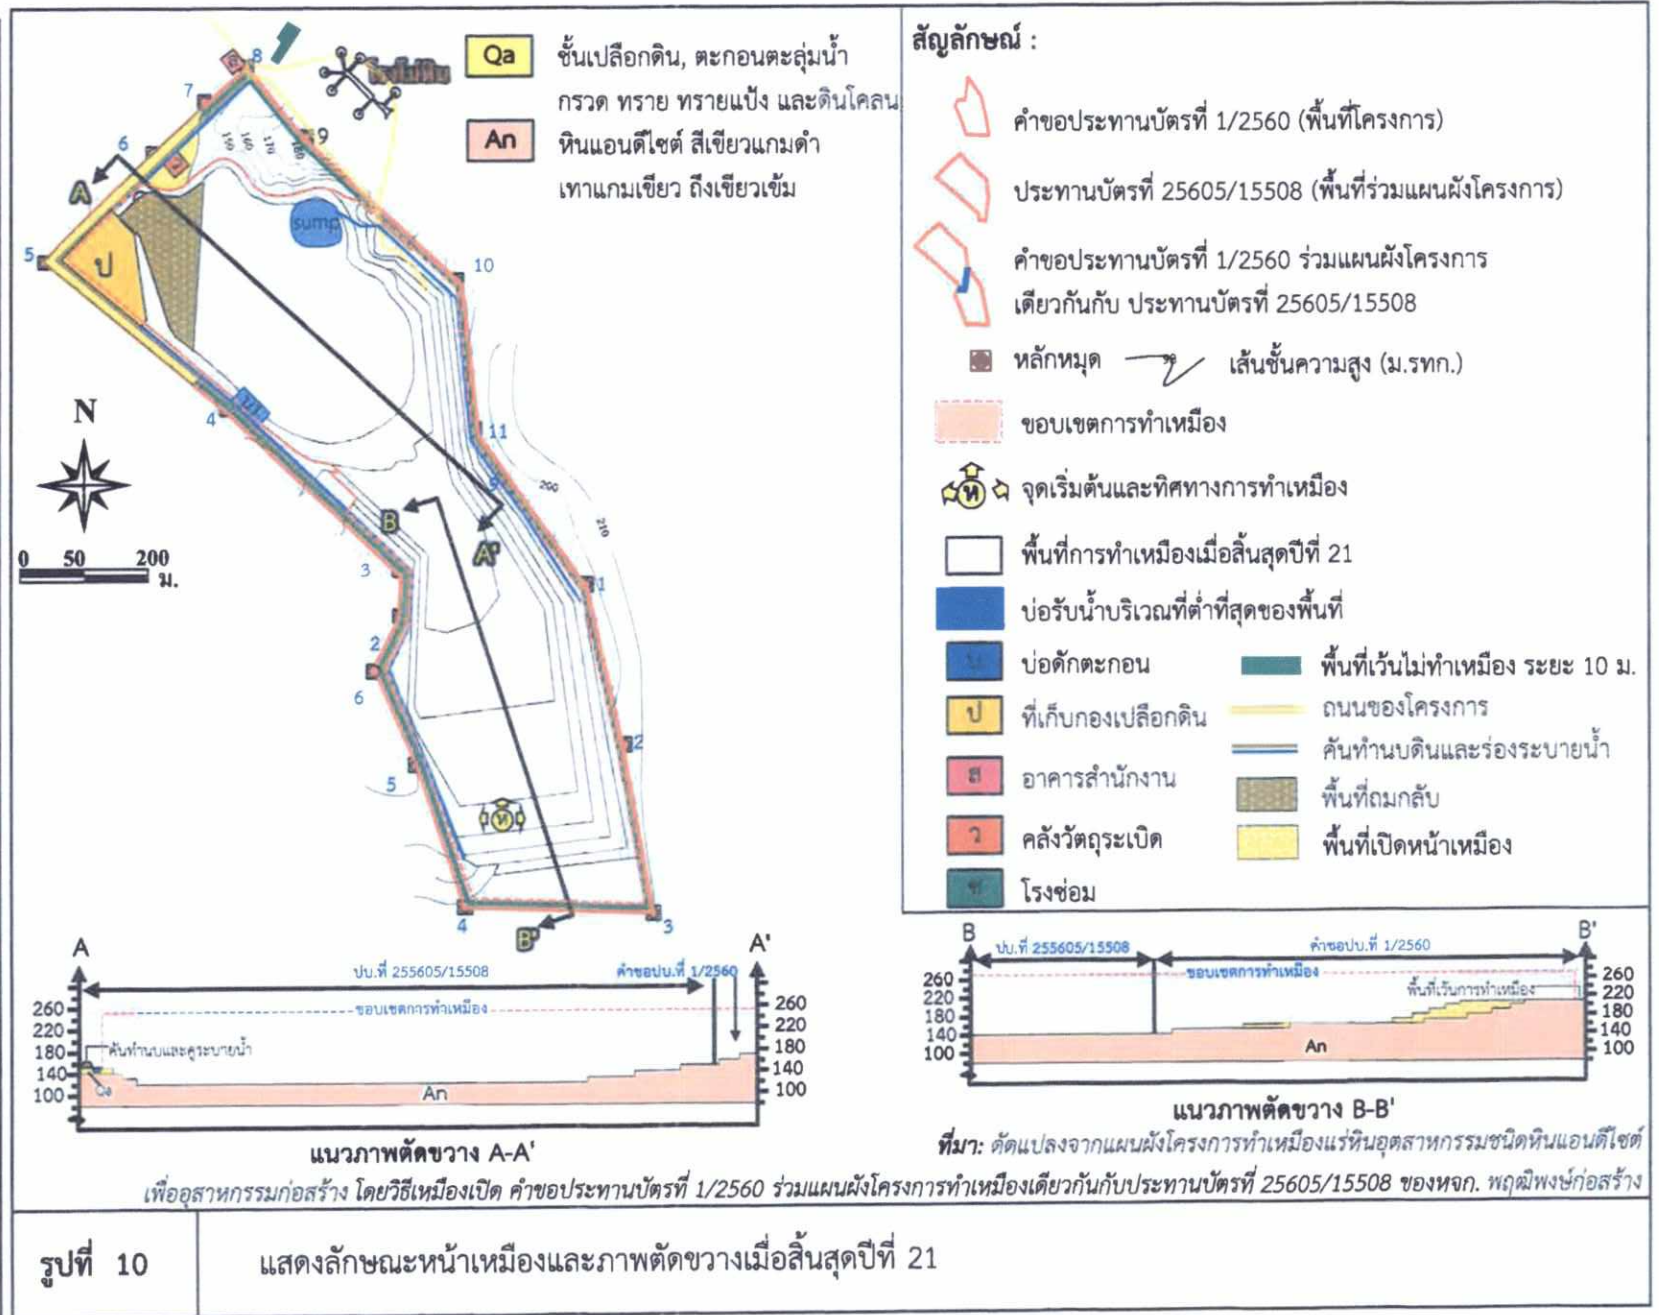 Qa ชั้นเปลือกดิน, ตะกอนตะลุ่มน้ำ
กรวด ทราย ทรายแป้ง และดินโคลน
An หินแอนดีไซต์ สีเขียวแกมดำ
เทาแกมเขียว ถึงเขียวเข้ม
โรงโม่หิน
8
7
9
6
150
160
170
180
A
sump
5
ป
10
4
11
N
200
210
B
A'
0 50 200
ม.
3
1
2
6
2
5
ห
4
3
B'
สัญลักษณ์ :
คำขอประทานบัตรที่ 1/2560 (พื้นที่โครงการ)
ประทานบัตรที่ 25605/15508 (พื้นที่ร่วมแผนผังโครงการ)
คำขอประทานบัตรที่ 1/2560 ร่วมแผนผังโครงการ
เดียวกันกับ ประทานบัตรที่ 25605/15508
หลักหมุด เส้นชั้นความสูง (ม.รทก.)
ขอบเขตการทำเหมือง
ห จุดเริ่มต้นและทิศทางการทำเหมือง
พื้นที่การทำเหมืองเมื่อสิ้นสุดปีที่ 21
บ่อรับน้ำบริเวณที่ต่ำที่สุดของพื้นที่
บ่อดักตะกอน พื้นที่เว้นไม่ทำเหมือง ระยะ 10 ม.
ป ที่เก็บกองเปลือกดิน ถนนของโครงการ
คันทำนบดินและร่องระบายน้ำ
ส อาคารสำนักงาน
พื้นที่ถมกลับ
ว คลังวัตถุระเบิด พื้นที่เปิดหน้าเหมือง
ช โรงซ่อม
A A'
ปบ.ที่ 255605/15508 คำขอปบ.ที่ 1/2560
260 ขอบเขตการทำเหมือง 260
220 220
180 คันทำนบและคูระบายน้ำ 180
140 140
100 Qa An 100
แนวภาพตัดขวาง A-A'
B B'
ปบ.ที่ 255605/15508 คำขอปบ.ที่ 1/2560
260 ขอบเขตการทำเหมือง 260
220 พื้นที่เว้นการทำเหมือง 220
180 180
140 140
100 An 100
แนวภาพตัดขวาง B-B'
ที่มา: ดัดแปลงจากแผนผังโครงการทำเหมืองแร่หินอุตสาหกรรมชนิดหินแอนดีไซต์
เพื่ออุสาหกรรมก่อสร้าง โดยวิธีเหมืองเปิด คำขอประทานบัตรที่ 1/2560 ร่วมแผนผังโครงการทำเหมืองเดียวกันกับประทานบัตรที่ 25605/15508 ของหจก. พฤฒิพงษ์ก่อสร้าง
รูปที่ 10 แสดงลักษณะหน้าเหมืองและภาพตัดขวางเมื่อสิ้นสุดปีที่ 21